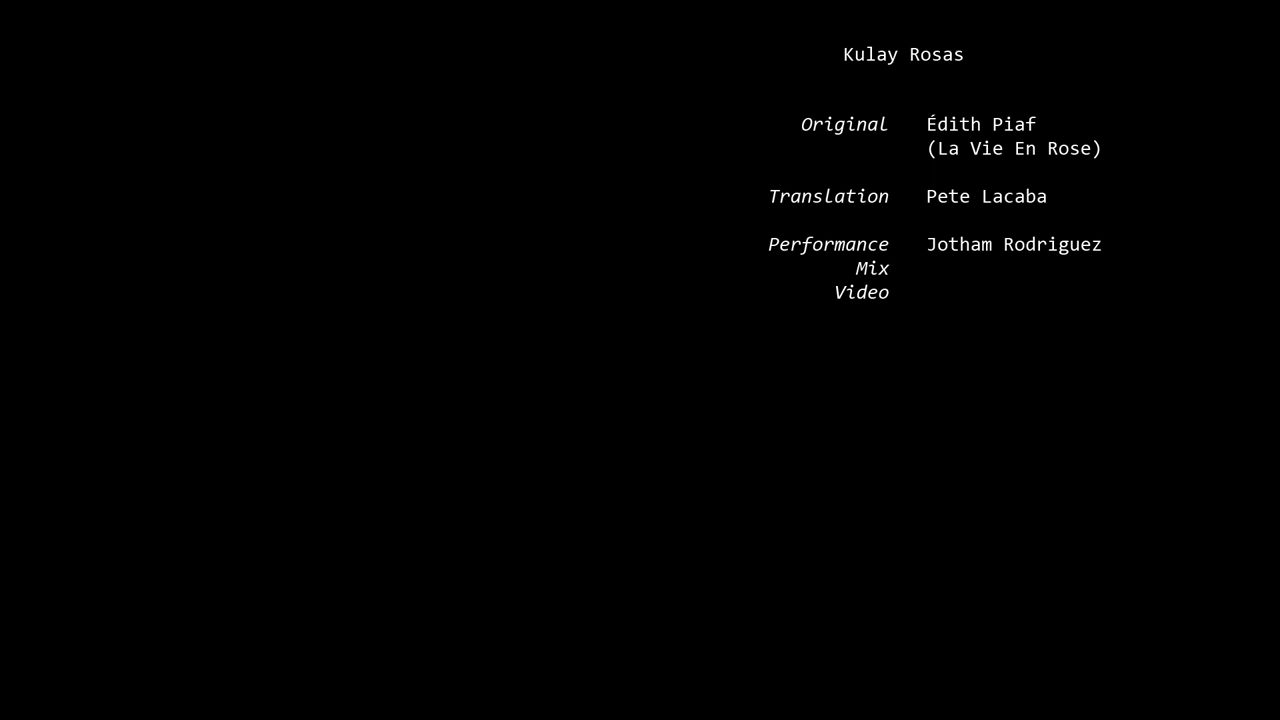 Kulay Rosas
Original Édith Piaf
(La Vie En Rose)
Translation Pete Lacaba
Performance Jotham Rodriguez
Mix
Video